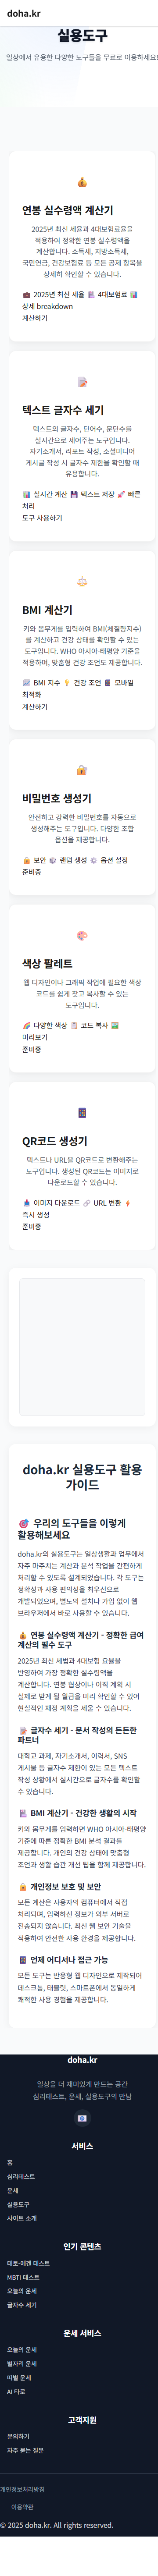 doha.kr
실용도구
일상에서 유용한 다양한 도구들을 무료로 이용하세요!
연봉 실수령액 계산기
2025년 최신 세율과 4대보험료율을
적용하여 정확한 연봉 실수령액을
계산합니다. 소득세, 지방소득세,
국민연금, 건강보험료 등 모든 공제 항목을
상세히 확인할 수 있습니다.
2025년 최신 세율 4대보험료
상세 breakdown
계산하기
텍스트 글자수 세기
텍스트의 글자수, 단어수, 문단수를
실시간으로 세어주는 도구입니다.
자기소개서, 리포트 작성, 소셜미디어
게시글 작성 시 글자수 제한을 확인할 때
유용합니다.
실시간 계산 텍스트 저장 빠른
처리
도구 사용하기
BMI 계산기
키와 몸무게를 입력하여 BMI(체질량지수)
를 계산하고 건강 상태를 확인할 수 있는
도구입니다. WHO 아시아-태평양 기준을
적용하며, 맞춤형 건강 조언도 제공합니다.
BMI 지수 건강 조언 모바일
최적화
계산하기
비밀번호 생성기
안전하고 강력한 비밀번호를 자동으로
생성해주는 도구입니다. 다양한 조합
옵션을 제공합니다.
보안 랜덤 생성 옵션 설정
준비중
색상 팔레트
웹 디자인이나 그래픽 작업에 필요한 색상
코드를 쉽게 찾고 복사할 수 있는
도구입니다.
다양한 색상 코드 복사
미리보기
준비중
QR코드 생성기
텍스트나 URL을 QR코드로 변환해주는
도구입니다. 생성된 QR코드는 이미지로
다운로드할 수 있습니다.
이미지 다운로드 URL 변환
즉시 생성
준비중
doha.kr 실용도구 활용
가이드
우리의 도구들을 이렇게
활용해보세요
doha.kr의 실용도구는 일상생활과 업무에서
자주 마주치는 계산과 분석 작업을 간편하게
처리할 수 있도록 설계되었습니다. 각 도구는
정확성과 사용 편의성을 최우선으로
개발되었으며, 별도의 설치나 가입 없이 웹
브라우저에서 바로 사용할 수 있습니다.
연봉 실수령액 계산기 - 정확한 급여
계산의 필수 도구
2025년 최신 세법과 4대보험 요율을
반영하여 가장 정확한 실수령액을
계산합니다. 연봉 협상이나 이직 계획 시
실제로 받게 될 월급을 미리 확인할 수 있어
현실적인 재정 계획을 세울 수 있습니다.
글자수 세기 - 문서 작성의 든든한
파트너
대학교 과제, 자기소개서, 이력서, SNS
게시물 등 글자수 제한이 있는 모든 텍스트
작성 상황에서 실시간으로 글자수를 확인할
수 있습니다.
BMI 계산기 - 건강한 생활의 시작
키와 몸무게를 입력하면 WHO 아시아-태평양
기준에 따른 정확한 BMI 분석 결과를
제공합니다. 개인의 건강 상태에 맞춤형
조언과 생활 습관 개선 팁을 함께 제공합니다.
개인정보 보호 및 보안
모든 계산은 사용자의 컴퓨터에서 직접
처리되며, 입력하신 정보가 외부 서버로
전송되지 않습니다. 최신 웹 보안 기술을
적용하여 안전한 사용 환경을 제공합니다.
언제 어디서나 접근 가능
모든 도구는 반응형 웹 디자인으로 제작되어
데스크톱, 태블릿, 스마트폰에서 동일하게
쾌적한 사용 경험을 제공합니다.
doha.kr
일상을 더 재미있게 만드는 공간
심리테스트, 운세, 실용도구의 만남
서비스
홈
심리테스트
운세
실용도구
사이트 소개
인기 콘텐츠
테토-에겐 테스트
MBTI 테스트
오늘의 운세
글자수 세기
운세 서비스
오늘의 운세
별자리 운세
띠별 운세
AI 타로
고객지원
문의하기
자주 묻는 질문
개인정보처리방침
이용약관
© 2025 doha.kr. All rights reserved.